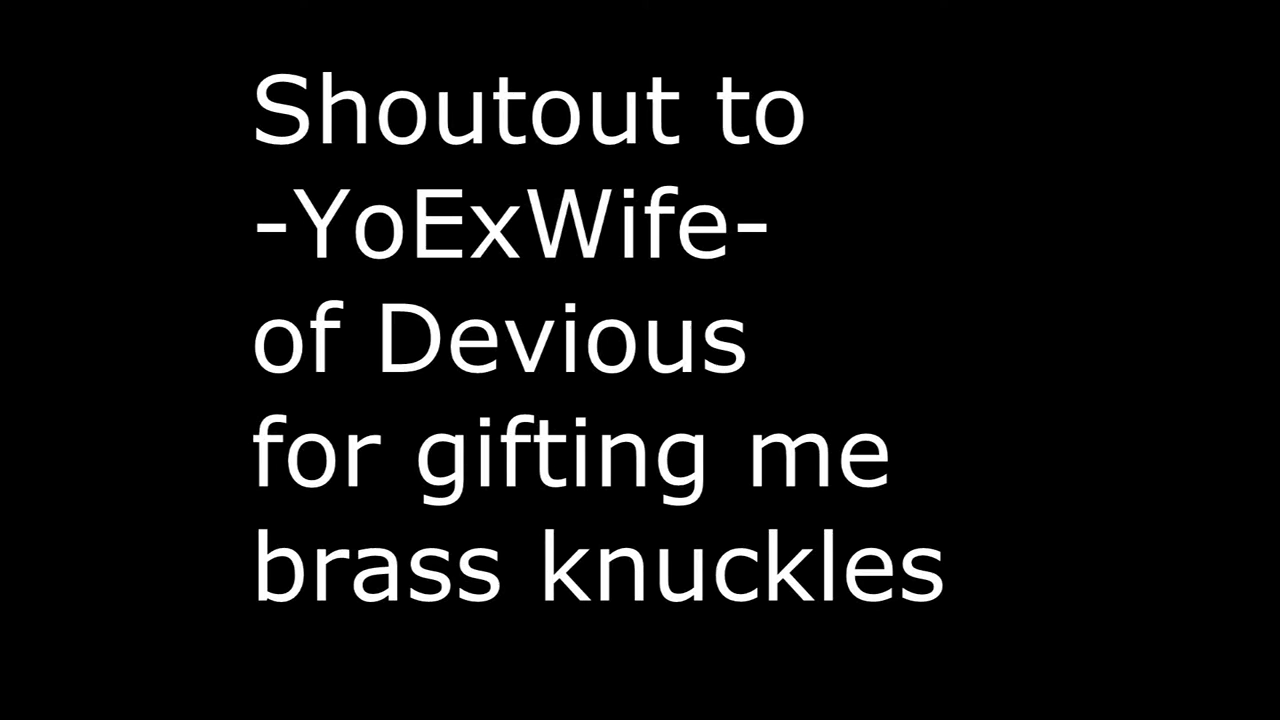 Shoutout to
-YoExWife-
of Devious
for gifting me
brass knuckles